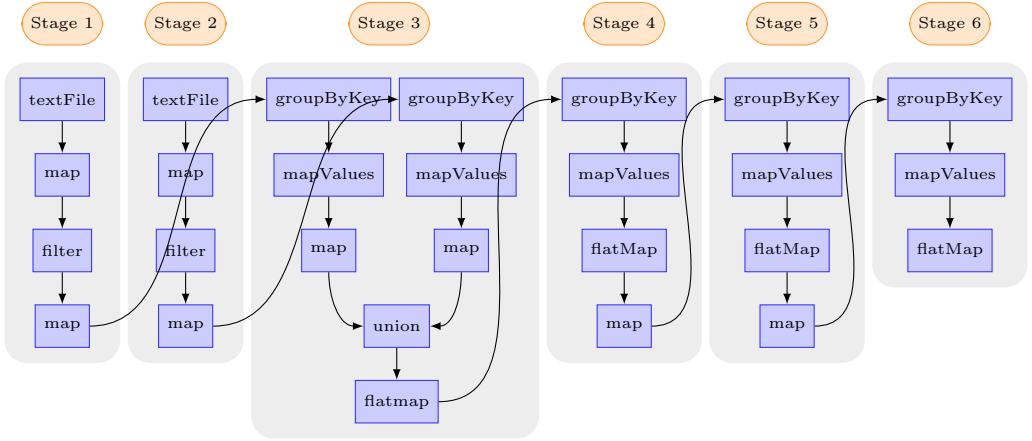 Stage 1
Stage 2
Stage 3
Stage 4
Stage 5
Stage 6
textFile
map
filter
map
textFile
map
filter
map
groupByKey
mapValues
map
groupByKey
mapValues
map
union
flatmap
groupByKey
mapValues
flatMap
map
groupByKey
mapValues
flatMap
map
groupByKey
mapValues
flatMap